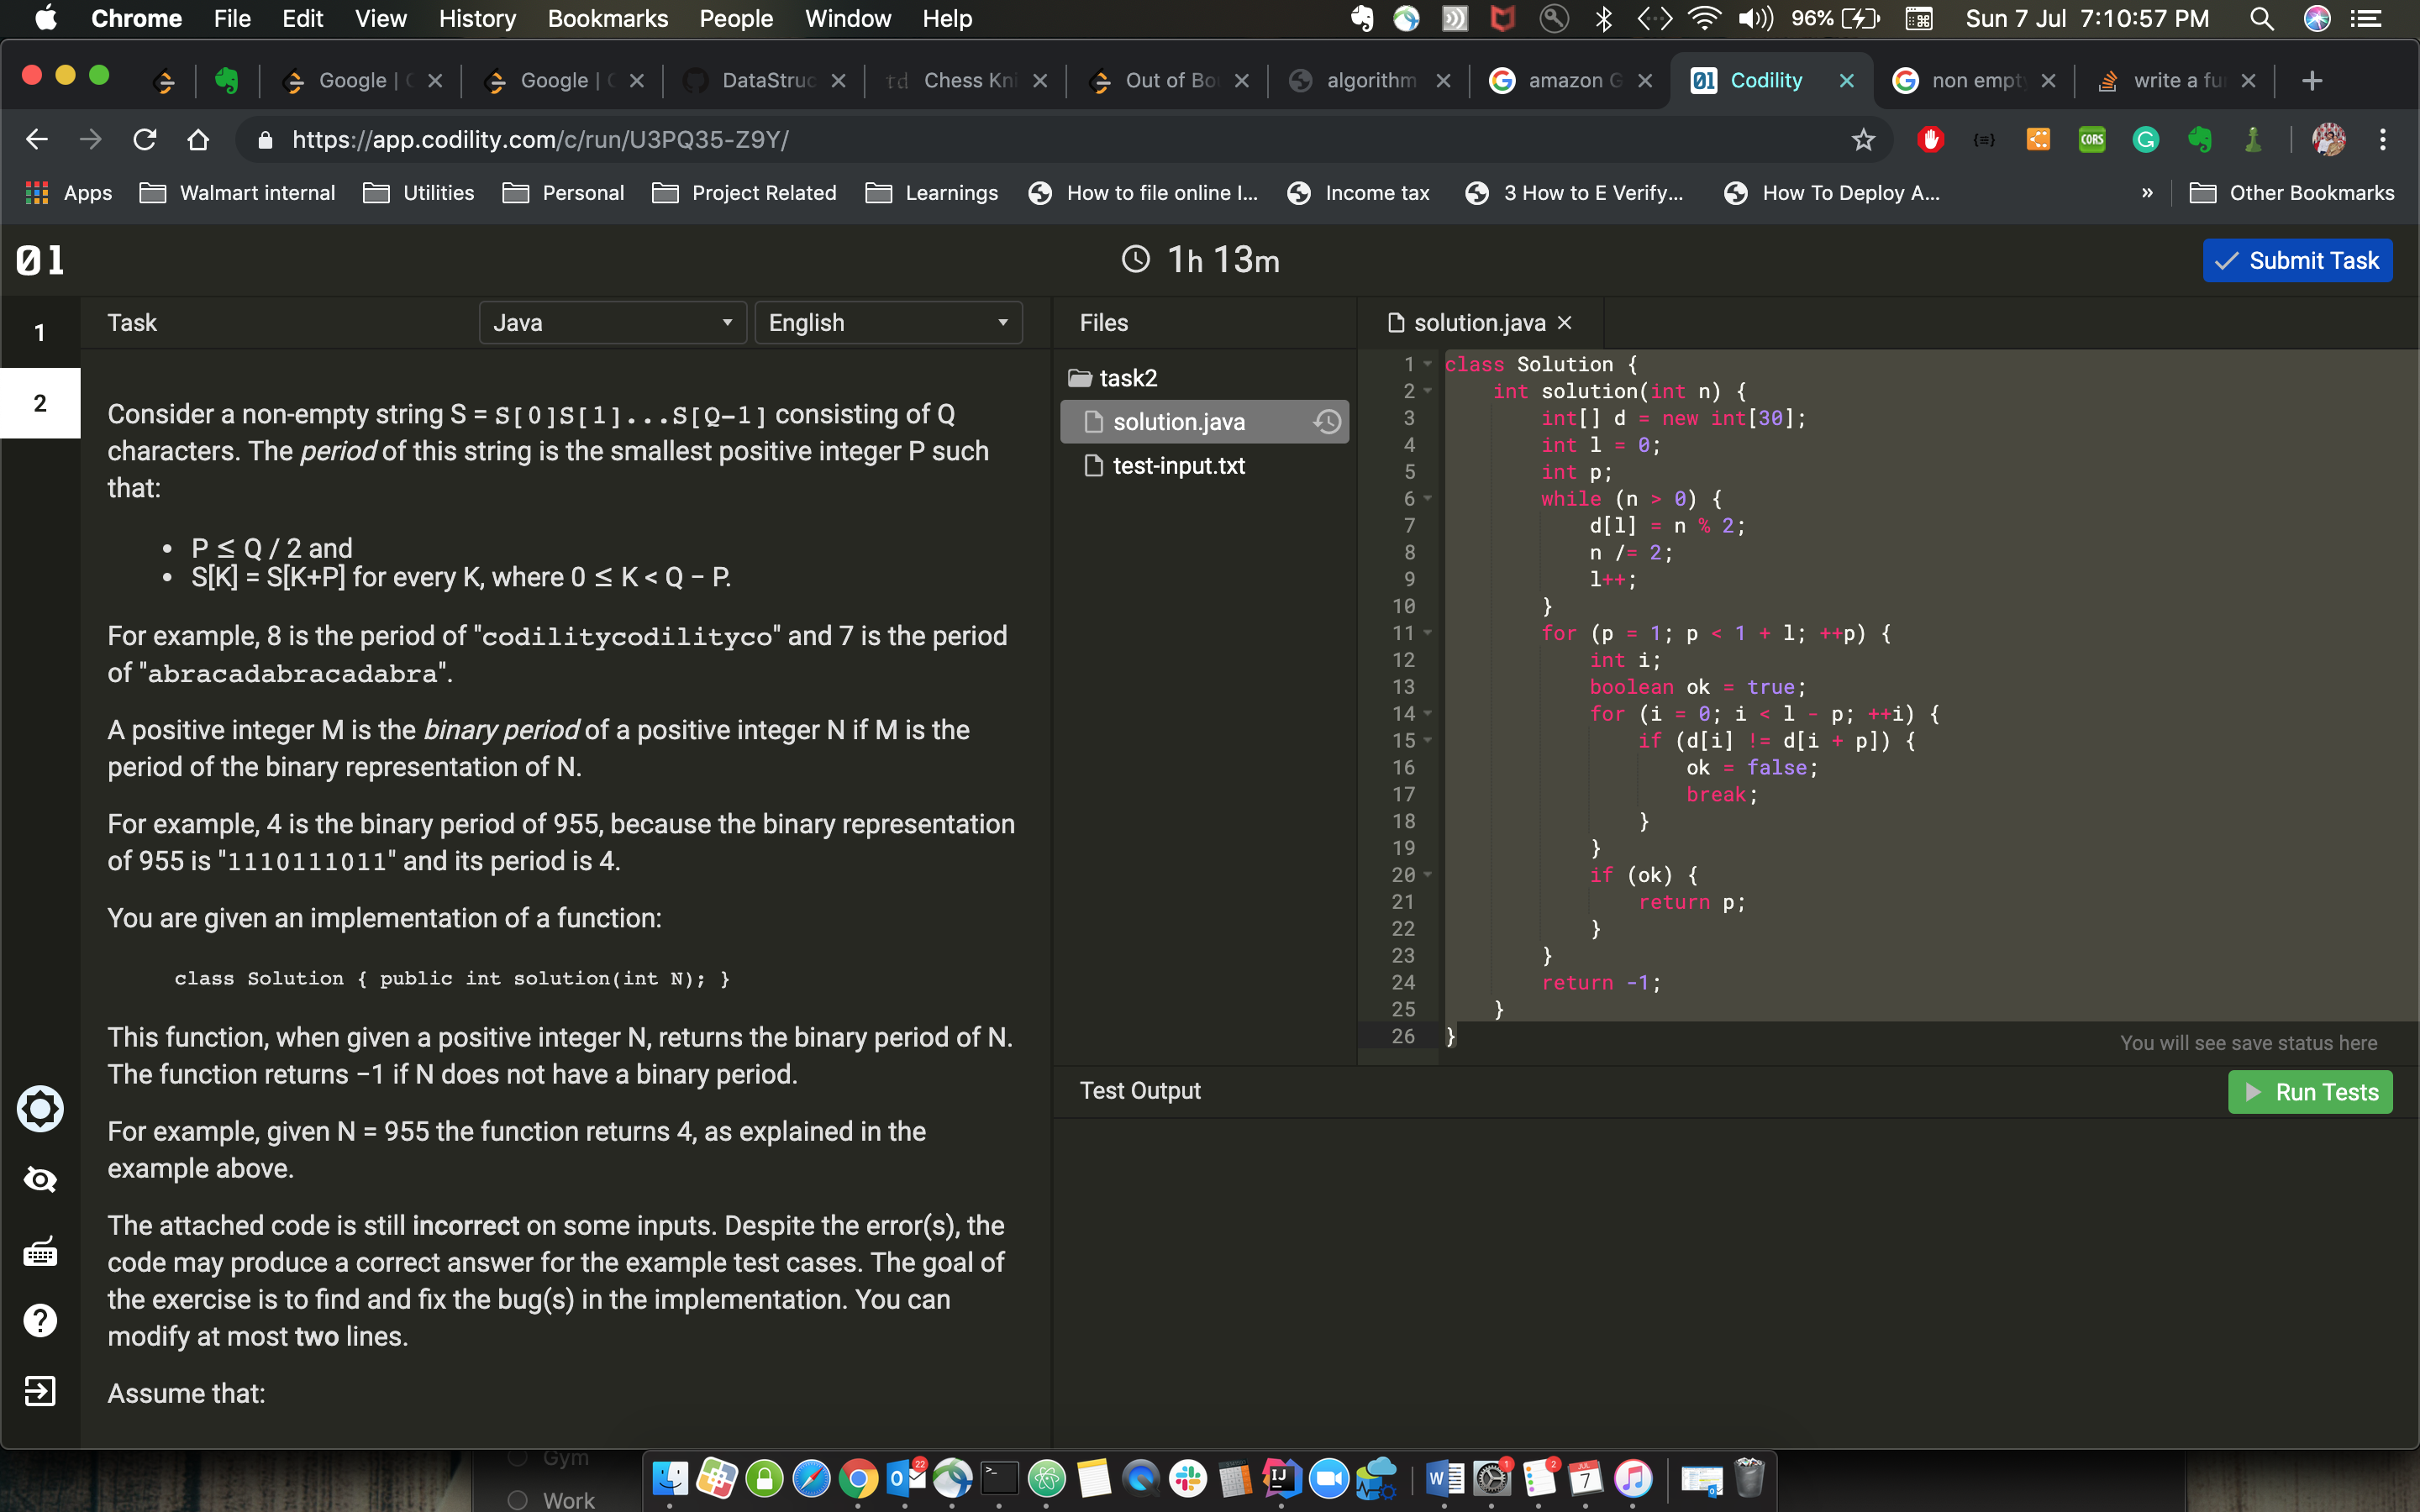 Chrome File Edit View History Bookmarks People Window Help 96% Sun 7 Jul 7:10:57 PM
Google | Google | DataStruc td Chess Kni Out of Bo algorithm amazon G 01 Codility non empt write a fu
https://app.codility.com/c/run/U3PQ35-Z9Y/ CORS
Apps Walmart internal Utilities Personal Project Related Learnings How to file online I... Income tax 3 How to E Verify... How To Deploy A... » Other Bookmarks
01 1h 13m Submit Task
1
2
Task Java English
Consider a non-empty string S = S[0]S[1]...S[Q-1] consisting of Q
characters. The period of this string is the smallest positive integer P such
that:
• P ≤ Q / 2 and
• S[K] = S[K+P] for every K, where 0 ≤ K < Q − P.
For example, 8 is the period of "codilitycodilityco" and 7 is the period
of "abracadabracadabra".
A positive integer M is the binary period of a positive integer N if M is the
period of the binary representation of N.
For example, 4 is the binary period of 955, because the binary representation
of 955 is "1110111011" and its period is 4.
You are given an implementation of a function:
class Solution { public int solution(int N); }
This function, when given a positive integer N, returns the binary period of N.
The function returns −1 if N does not have a binary period.
For example, given N = 955 the function returns 4, as explained in the
example above.
The attached code is still incorrect on some inputs. Despite the error(s), the
code may produce a correct answer for the example test cases. The goal of
the exercise is to find and fix the bug(s) in the implementation. You can
modify at most two lines.
Assume that:
Files
task2
solution.java
test-input.txt
solution.java
1 class Solution {
2 int solution(int n) {
3 int[] d = new int[30];
4 int l = 0;
5 int p;
6 while (n > 0) {
7 d[l] = n % 2;
8 n /= 2;
9 l++;
10 }
11 for (p = 1; p < 1 + l; ++p) {
12 int i;
13 boolean ok = true;
14 for (i = 0; i < l - p; ++i) {
15 if (d[i] != d[i + p]) {
16 ok = false;
17 break;
18 }
19 }
20 if (ok) {
21 return p;
22 }
23 }
24 return -1;
25 }
26 }
You will see save status here
Test Output Run Tests
Gym
Work
22
IJ
W
1
2
JUL
7